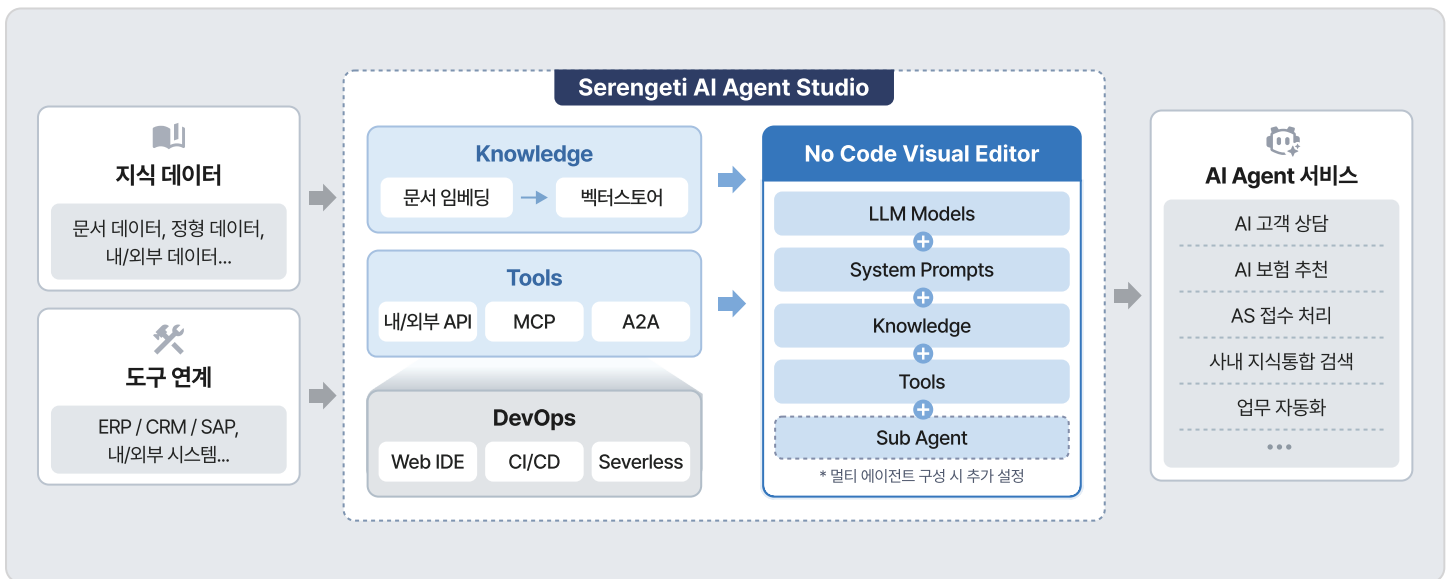 Serengeti AI Agent Studio
지식 데이터
문서 데이터, 정형 데이터,
내/외부 데이터...
도구 연계
ERP / CRM / SAP,
내/외부 시스템...
Knowledge
문서 임베딩
벡터스토어
Tools
내/외부 API
MCP
A2A
DevOps
Web IDE
CI/CD
Severless
No Code Visual Editor
LLM Models
System Prompts
Knowledge
Tools
Sub Agent
* 멀티 에이전트 구성 시 추가 설정
AI Agent 서비스
AI 고객 상담
AI 보험 추천
AS 접수 처리
사내 지식통합 검색
업무 자동화
•••